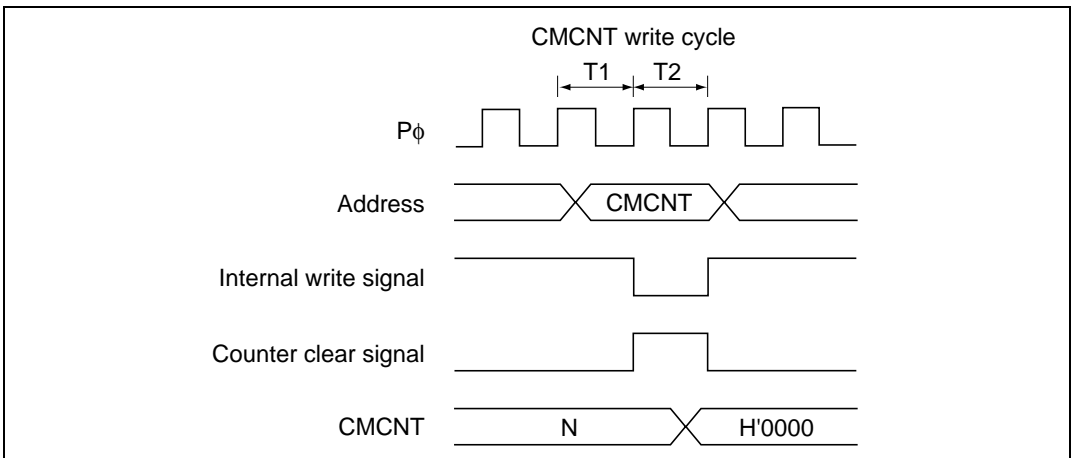 CMCNT write cycle
T1 T2
Pϕ
Address CMCNT
Internal write signal
Counter clear signal
CMCNT N H'0000